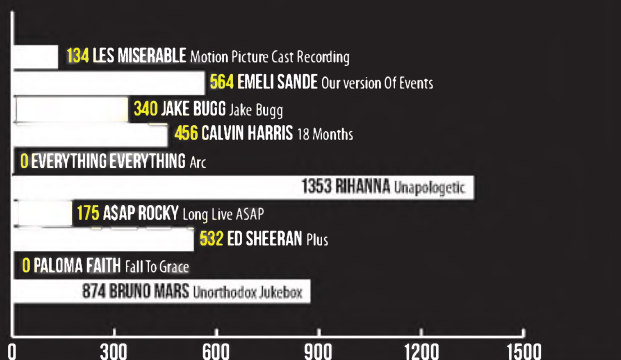 134 LES MISERABLE Motion Picture Cast Recording
564 EMELI SANDE Our version Of Events
340 JAKE BUGG Jake Bugg
456 CALVIN HARRIS 18 Months
0 EVERYTHING EVERYTHING Arc
1353 RIHANNA Unapologetic
175 ASAP ROCKY Long Live ASAP
532 ED SHEERAN Plus
0 PALOMA FAITH Fall To Grace
874 BRUNO MARS Unorthodox Jukebox
0 300 600 900 1200 1500